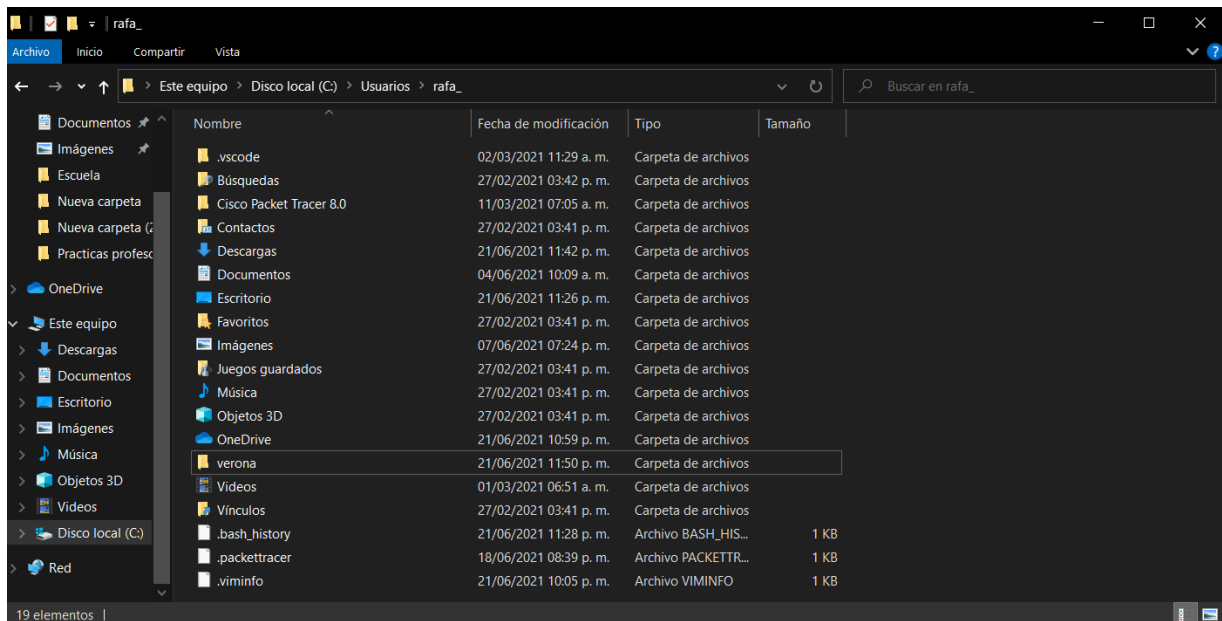 rafa_
Archivo Inicio Compartir Vista
Este equipo > Disco local (C:) > Usuarios > rafa_
Buscar en rafa_
Nombre Fecha de modificación Tipo Tamaño
Documentos
Imágenes
Escuela
Nueva carpeta
Nueva carpeta (2
Practicas profesc
OneDrive
Este equipo
Descargas
Documentos
Escritorio
Imágenes
Música
Objetos 3D
Videos
Disco local (C:)
Red
.vscode 02/03/2021 11:29 a. m. Carpeta de archivos
Búsquedas 27/02/2021 03:42 p. m. Carpeta de archivos
Cisco Packet Tracer 8.0 11/03/2021 07:05 a. m. Carpeta de archivos
Contactos 27/02/2021 03:41 p. m. Carpeta de archivos
Descargas 21/06/2021 11:42 p. m. Carpeta de archivos
Documentos 04/06/2021 10:09 a. m. Carpeta de archivos
Escritorio 21/06/2021 11:26 p. m. Carpeta de archivos
Favoritos 27/02/2021 03:41 p. m. Carpeta de archivos
Imágenes 07/06/2021 07:24 p. m. Carpeta de archivos
Juegos guardados 27/02/2021 03:41 p. m. Carpeta de archivos
Música 27/02/2021 03:41 p. m. Carpeta de archivos
Objetos 3D 27/02/2021 03:41 p. m. Carpeta de archivos
OneDrive 21/06/2021 10:59 p. m. Carpeta de archivos
verona 21/06/2021 11:50 p. m. Carpeta de archivos
Videos 01/03/2021 06:51 a. m. Carpeta de archivos
Vínculos 27/02/2021 03:41 p. m. Carpeta de archivos
.bash_history 21/06/2021 11:28 p. m. Archivo BASH_HIS... 1 KB
.packettracer 18/06/2021 08:39 p. m. Archivo PACKETTR... 1 KB
.viminfo 21/06/2021 10:05 p. m. Archivo VIMINFO 1 KB
19 elementos